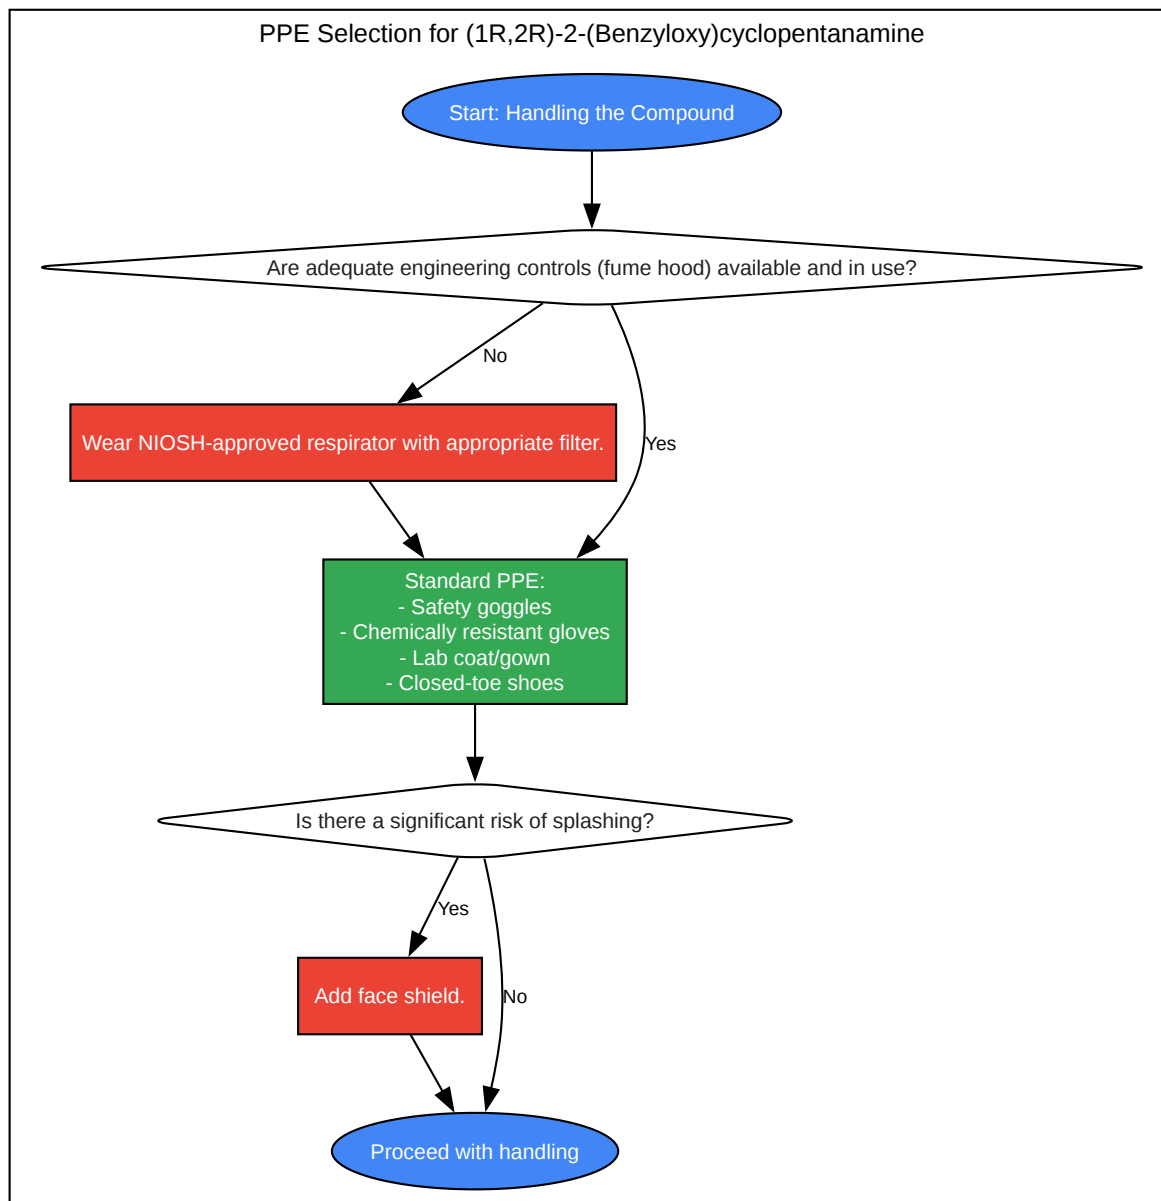 PPE Selection for (1R,2R)-2-(Benzyloxy)cyclopentanamine
Start: Handling the Compound
Are adequate engineering controls (fume hood) available and in use?
No
Wear NIOSH-approved respirator with appropriate filter.
Yes
Standard PPE:
- Safety goggles
- Chemically resistant gloves
- Lab coat/gown
- Closed-toe shoes
Is there a significant risk of splashing?
Yes
Add face shield.
No
Proceed with handling